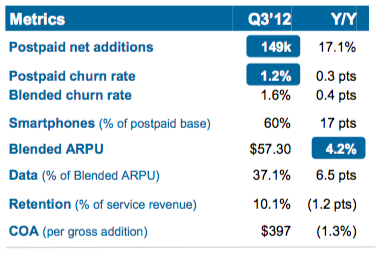 Metrics Q3'12 Y/Y
Postpaid net additions 149k 17.1%
Postpaid churn rate 1.2% 0.3 pts
Blended churn rate 1.6% 0.4 pts
Smartphones (% of postpaid base) 60% 17 pts
Blended ARPU $57.30 4.2%
Data (% of Blended ARPU) 37.1% 6.5 pts
Retention (% of service revenue) 10.1% (1.2 pts)
COA (per gross addition) $397 (1.3%)